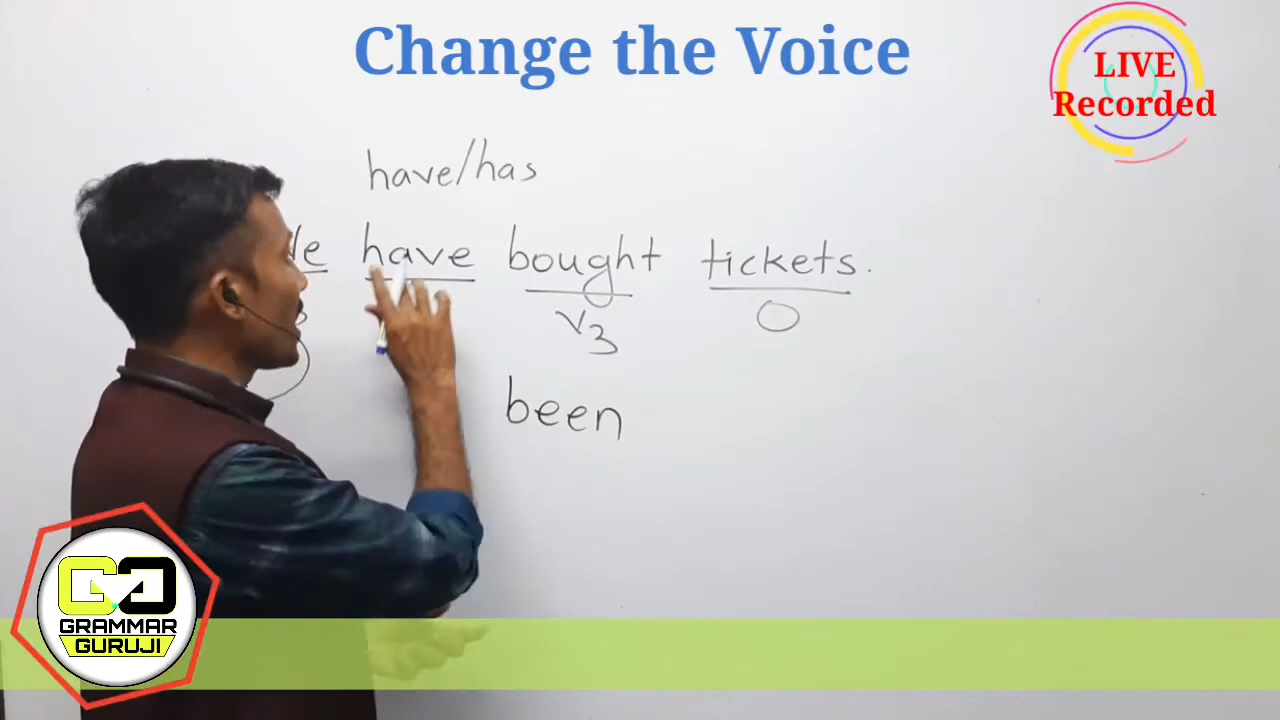 Change the Voice
LIVE
Recorded
have/has
have bought tickets.
V3 O
been
GRAMMAR
GURUJI